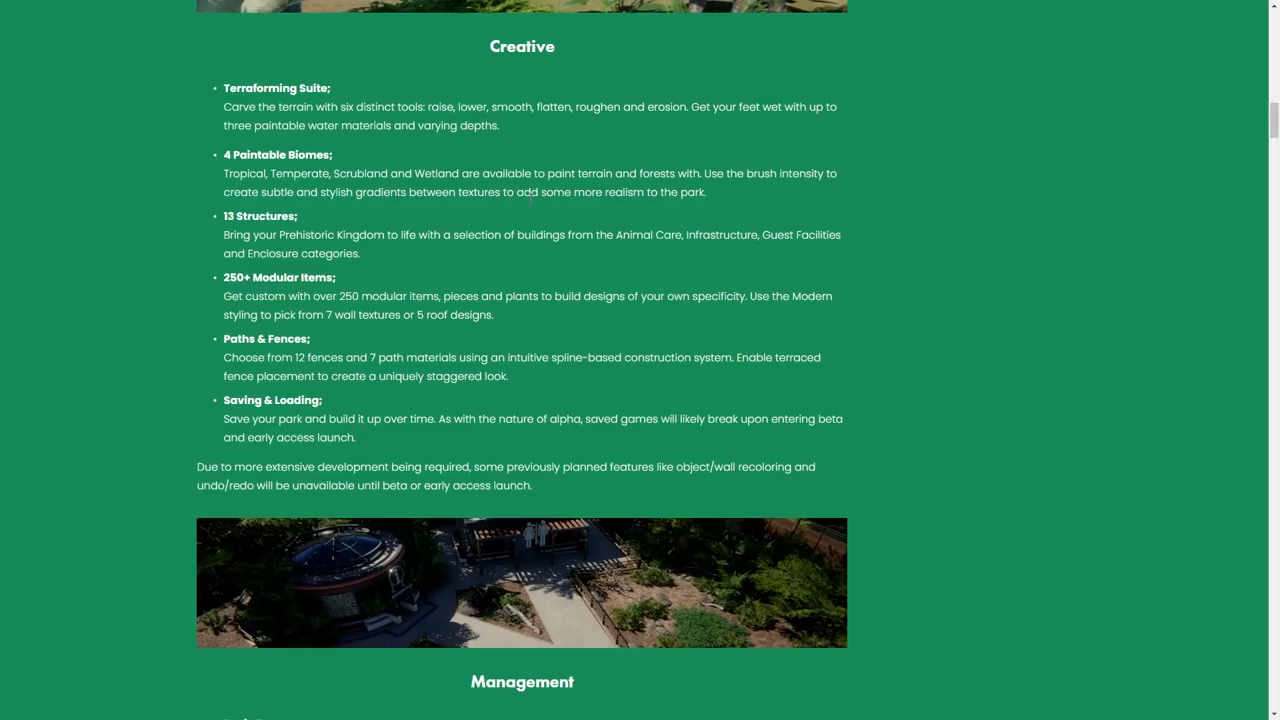 Creative
• Terraforming Suite;
Carve the terrain with six distinct tools: raise, lower, smooth, flatten, roughen and erosion. Get your feet wet with up to
three paintable water materials and varying depths.
• 4 Paintable Biomes;
Tropical, Temperate, Scrubland and Wetland are available to paint terrain and forests with. Use the brush intensity to
create subtle and stylish gradients between textures to add some more realism to the park.
• 13 Structures;
Bring your Prehistoric Kingdom to life with a selection of buildings from the Animal Care, Infrastructure, Guest Facilities
and Enclosure categories.
• 250+ Modular Items;
Get custom with over 250 modular items, pieces and plants to build designs of your own specificity. Use the Modern
styling to pick from 7 wall textures or 5 roof designs.
• Paths & Fences;
Choose from 12 fences and 7 path materials using an intuitive spline-based construction system. Enable terraced
fence placement to create a uniquely staggered look.
• Saving & Loading;
Save your park and build it up over time. As with the nature of alpha, saved games will likely break upon entering beta
and early access launch.
Due to more extensive development being required, some previously planned features like object/wall recoloring and
undo/redo will be unavailable until beta or early access launch.
Management